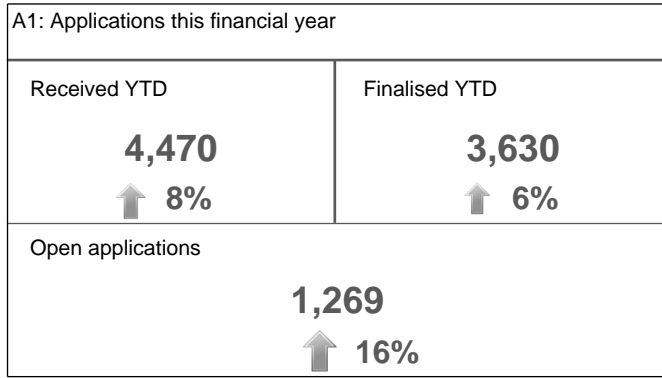 A1: Applications this financial year
Received YTD
4,470
8%
Finalised YTD
3,630
6%
Open applications
1,269
16%